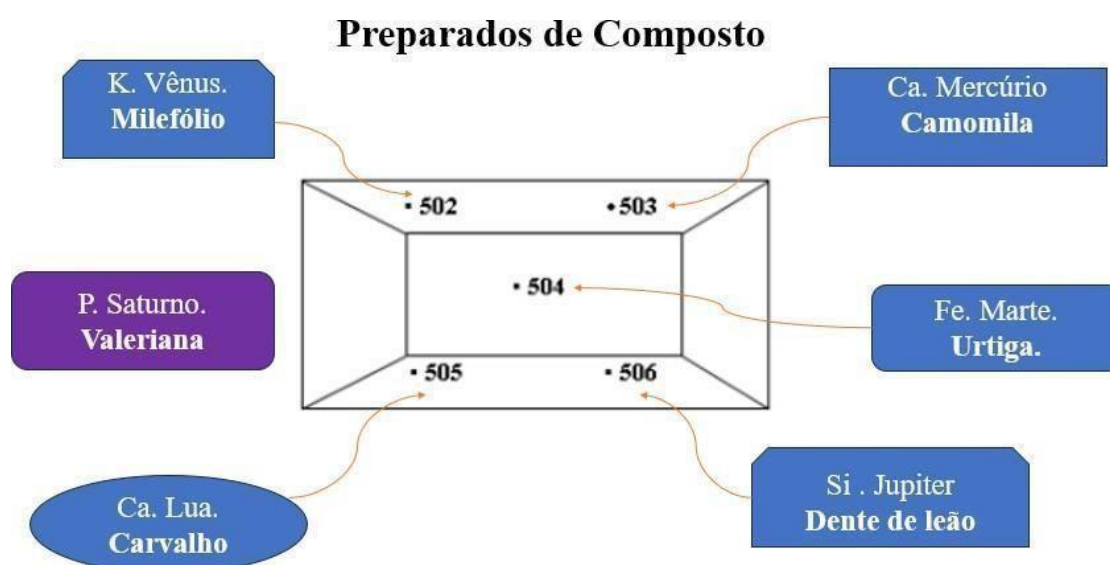 Preparados de Composto
K. Vênus.
Milefólio
Ca. Mercúrio
Camomila
502
503
504
P. Saturno.
Valeriana
Fe. Marte.
Urtiga.
505
506
Ca. Lua.
Carvalho
Si . Jupiter
Dente de leão